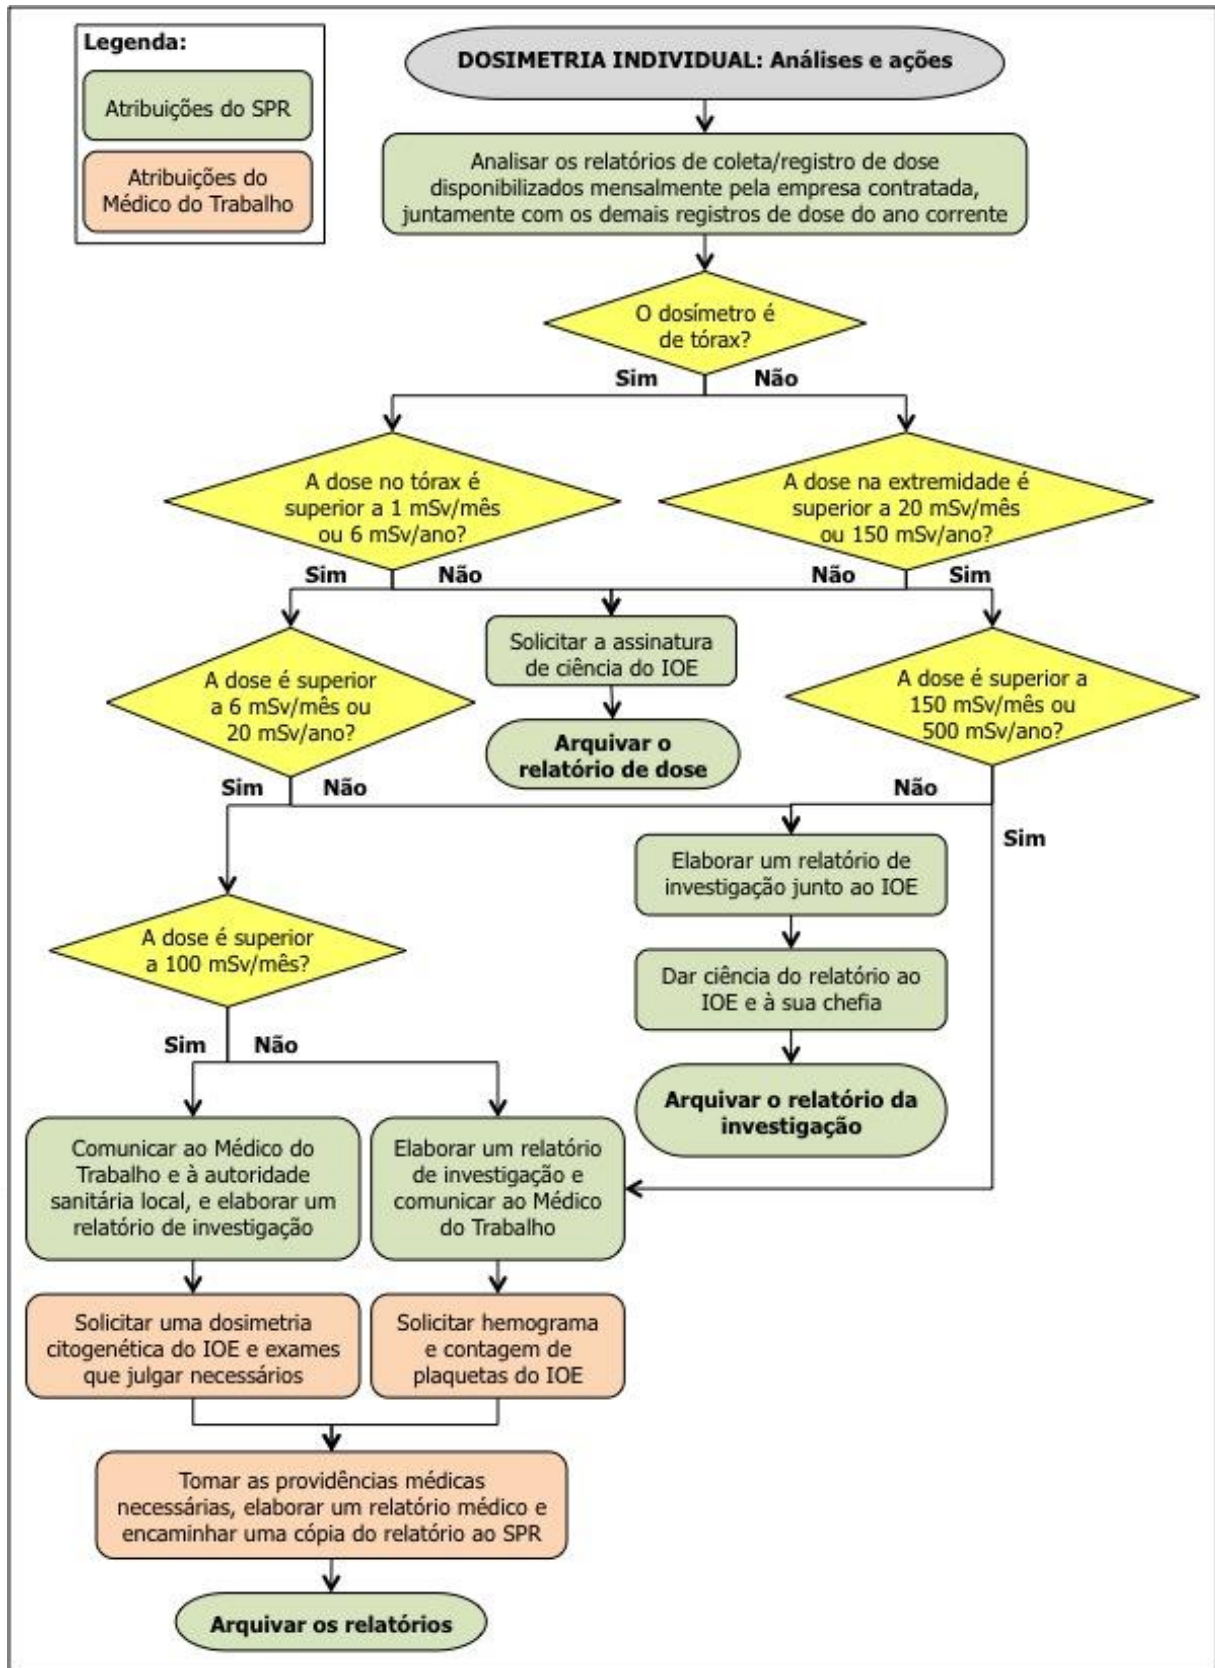 Legenda:
Atribuições do SPR
Atribuições do
Médico do Trabalho
DOSIMETRIA INDIVIDUAL: Análises e ações
Analisar os relatórios de coleta/registro de dose
disponibilizados mensalmente pela empresa contratada,
juntamente com os demais registros de dose do ano corrente
O dosímetro é
de tórax?
Sim
Não
A dose no tórax é
superior a 1 mSv/mês
ou 6 mSv/ano?
A dose na extremidade é
superior a 20 mSv/mês
ou 150 mSv/ano?
Sim
Não
Não
Sim
Solicitar a assinatura
de ciência do IOE
Arquivar o
relatório de dose
A dose é superior
a 6 mSv/mês ou
20 mSv/ano?
A dose é superior a
150 mSv/mês ou
500 mSv/ano?
Sim
Não
Não
Sim
Elaborar um relatório de
investigação junto ao IOE
Dar ciência do relatório ao
IOE e à sua chefia
Arquivar o relatório da
investigação
A dose é superior
a 100 mSv/mês?
Sim
Não
Comunicar ao Médico do
Trabalho e à autoridade
sanitária local, e elaborar um
relatório de investigação
Elaborar um relatório
de investigação e
comunicar ao Médico
do Trabalho
Solicitar uma dosimetria
citogenética do IOE e exames
que julgar necessários
Solicitar hemograma
e contagem de
plaquetas do IOE
Tomar as providências médicas
necessárias, elaborar um relatório médico e
encaminhar uma cópia do relatório ao SPR
Arquivar os relatórios